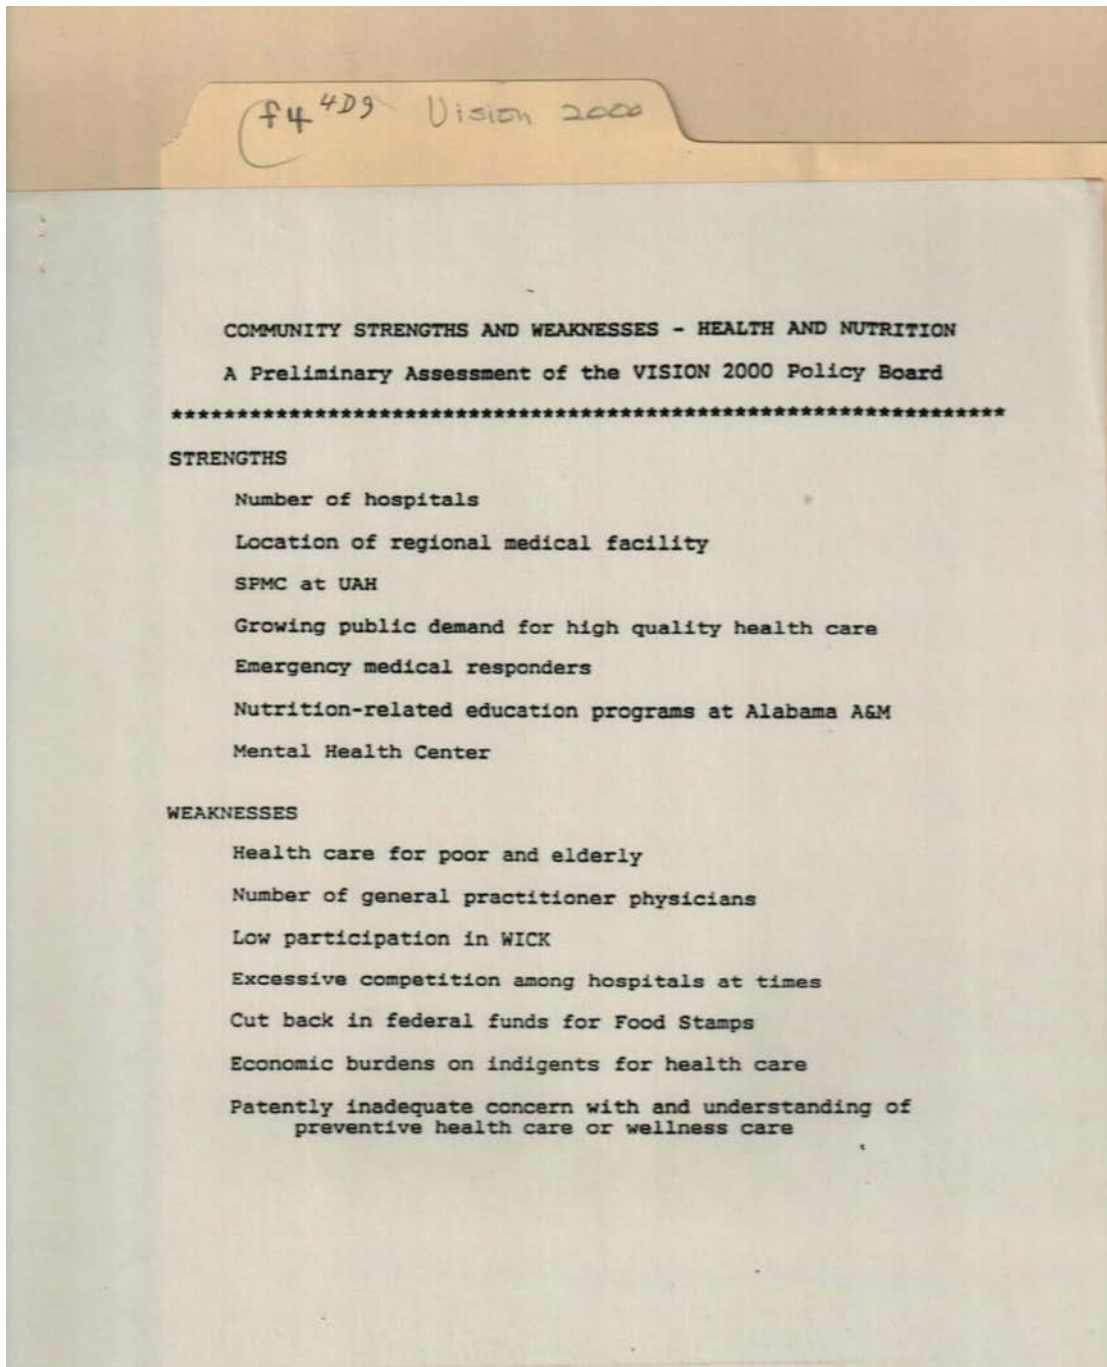 f4 4D9 Vision 2000
COMMUNITY STRENGTHS AND WEAKNESSES - HEALTH AND NUTRITION
A Preliminary Assessment of the VISION 2000 Policy Board
****************************************************************
STRENGTHS
Number of hospitals
Location of regional medical facility
SPMC at UAH
Growing public demand for high quality health care
Emergency medical responders
Nutrition-related education programs at Alabama A&M
Mental Health Center
WEAKNESSES
Health care for poor and elderly
Number of general practitioner physicians
Low participation in WICK
Excessive competition among hospitals at times
Cut back in federal funds for Food Stamps
Economic burdens on indigents for health care
Patently inadequate concern with and understanding of
preventive health care or wellness care